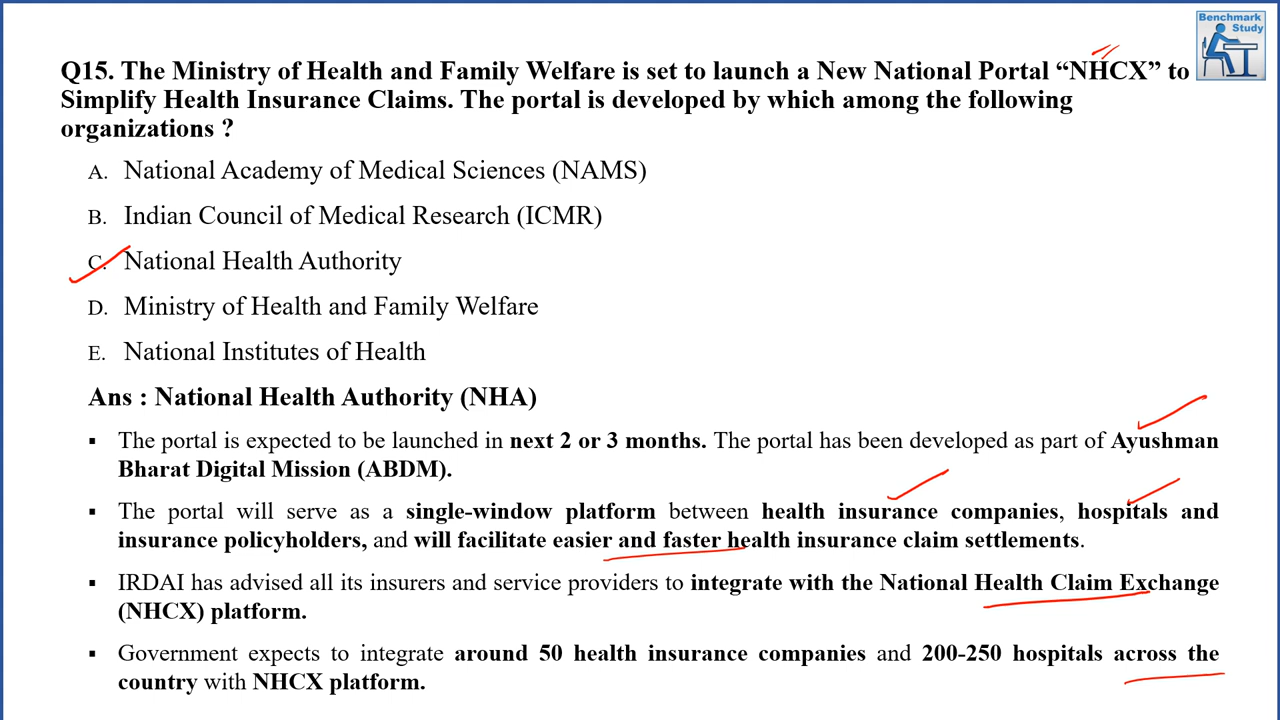 Benchmark
Study
Q15. The Ministry of Health and Family Welfare is set to launch a New National Portal “NHCX” to
Simplify Health Insurance Claims. The portal is developed by which among the following
organizations ?
A. National Academy of Medical Sciences (NAMS)
B. Indian Council of Medical Research (ICMR)
C. National Health Authority
D. Ministry of Health and Family Welfare
E. National Institutes of Health
Ans : National Health Authority (NHA)
▪ The portal is expected to be launched in next 2 or 3 months. The portal has been developed as part of Ayushman
Bharat Digital Mission (ABDM).
▪ The portal will serve as a single-window platform between health insurance companies, hospitals and
insurance policyholders, and will facilitate easier and faster health insurance claim settlements.
▪ IRDAI has advised all its insurers and service providers to integrate with the National Health Claim Exchange
(NHCX) platform.
▪ Government expects to integrate around 50 health insurance companies and 200-250 hospitals across the
country with NHCX platform.